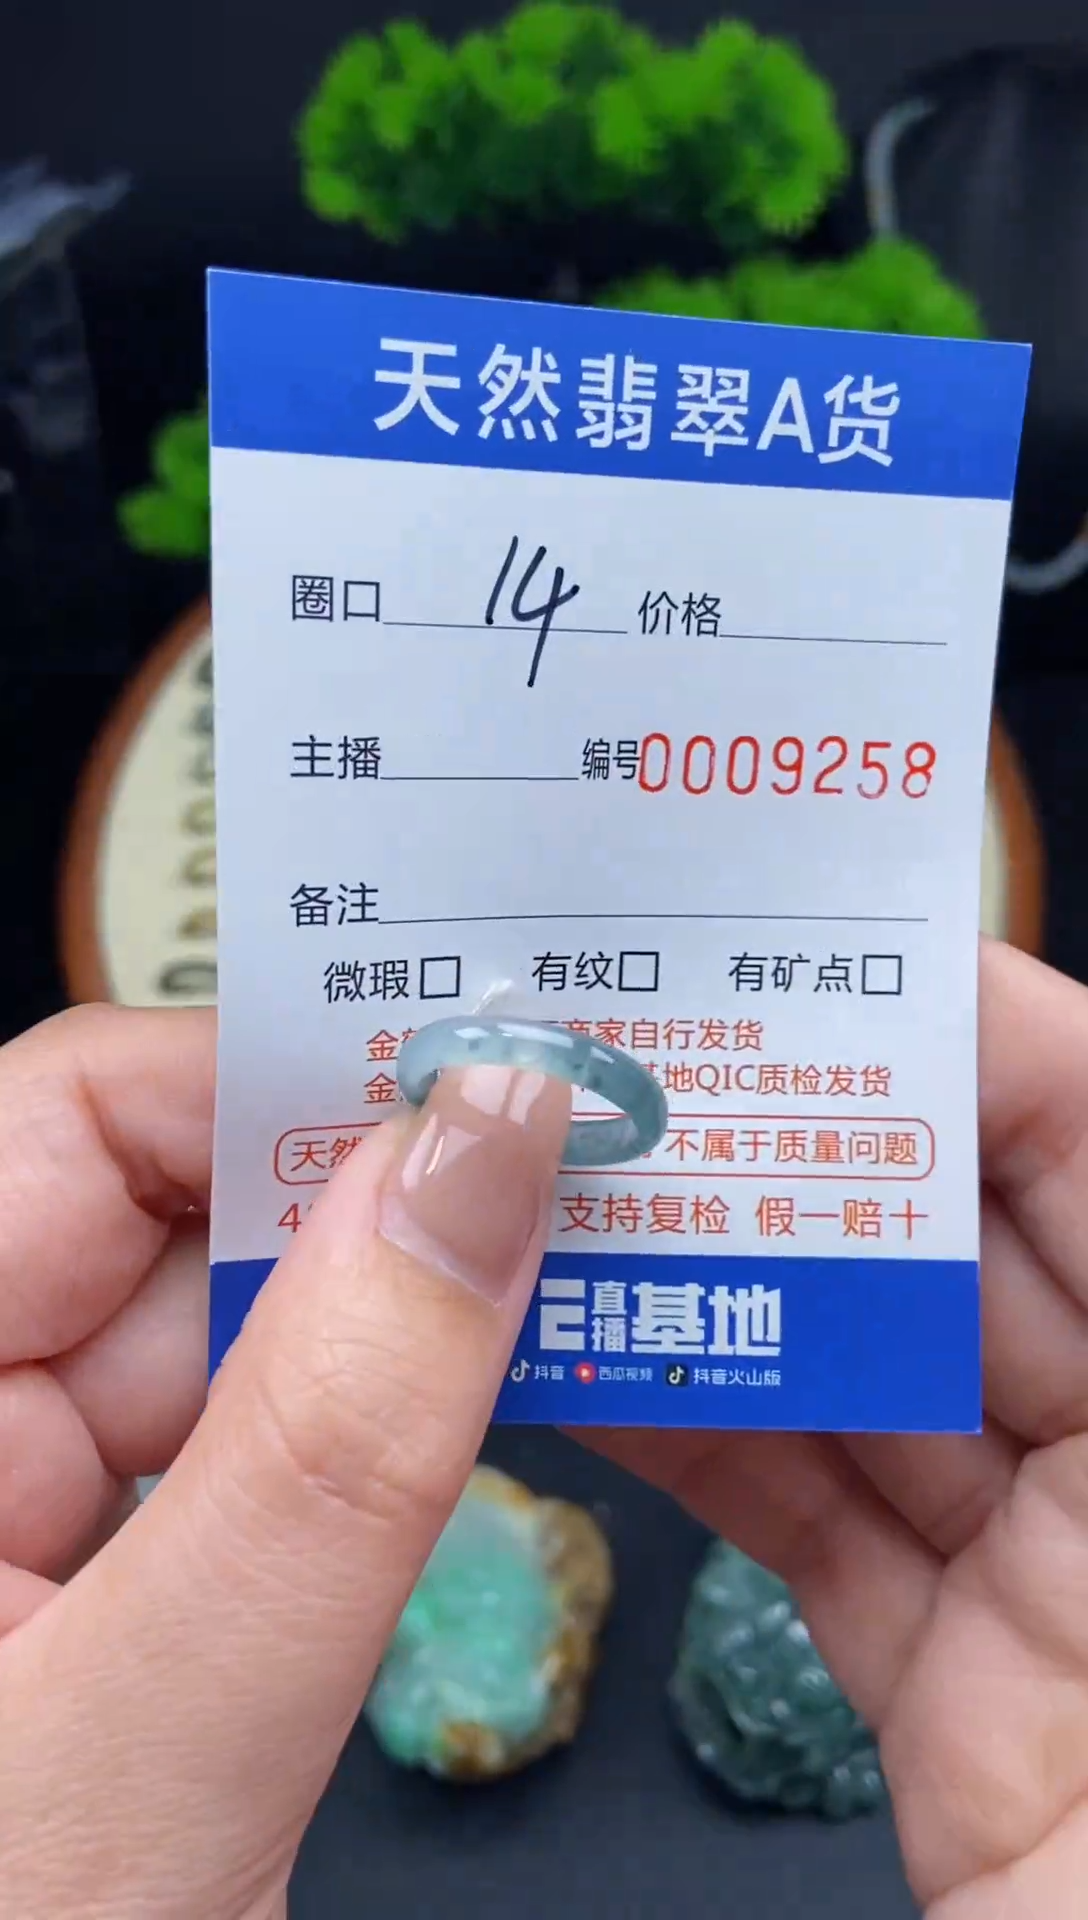 天然翡翠A货
圈口 14 价格
主播 编号0009258
备注
微瑕□ 有纹□ 有矿点□
金 商家自行发货
金 基地QIC质检发货
天然 不属于质量问题
4 支持复检 假一赔十
直播基地
抖音 西瓜视频 抖音火山版